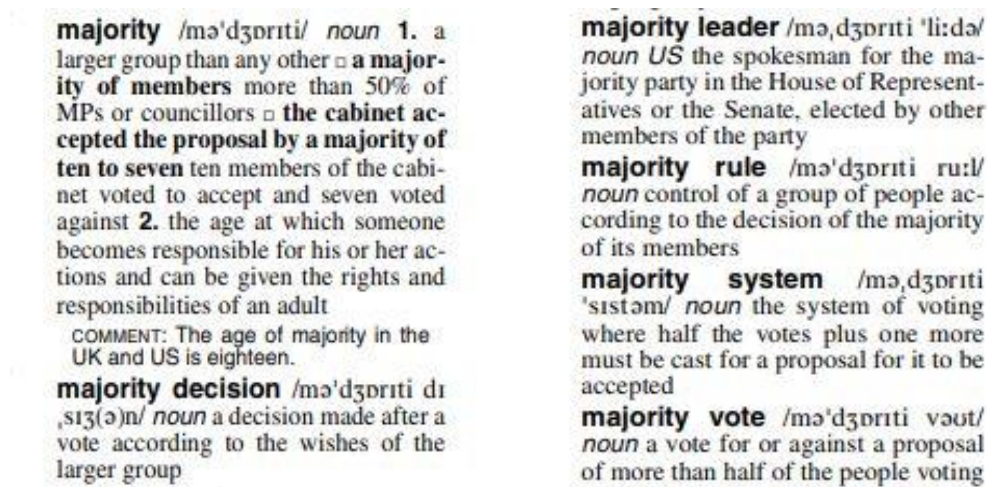 majority /mə'dʒɒrɪti/ noun 1. a
larger group than any other □ a major-
ity of members more than 50% of
MPs or councillors □ the cabinet ac-
cepted the proposal by a majority of
ten to seven ten members of the cabi-
net voted to accept and seven voted
against 2. the age at which someone
becomes responsible for his or her ac-
tions and can be given the rights and
responsibilities of an adult
COMMENT: The age of majority in the
UK and US is eighteen.
majority decision /mə'dʒɒrɪti dɪ
ˌsɪʒ(ə)n/ noun a decision made after a
vote according to the wishes of the
larger group
majority leader /məˌdʒɒrɪti 'liːdə/
noun US the spokesman for the ma-
jority party in the House of Represent-
atives or the Senate, elected by other
members of the party
majority rule /mə'dʒɒrɪti ruːl/
noun control of a group of people ac-
cording to the decision of the majority
of its members
majority system /məˌdʒɒrɪti
'sɪstəm/ noun the system of voting
where half the votes plus one more
must be cast for a proposal for it to be
accepted
majority vote /mə'dʒɒrɪti vəʊt/
noun a vote for or against a proposal
of more than half of the people voting